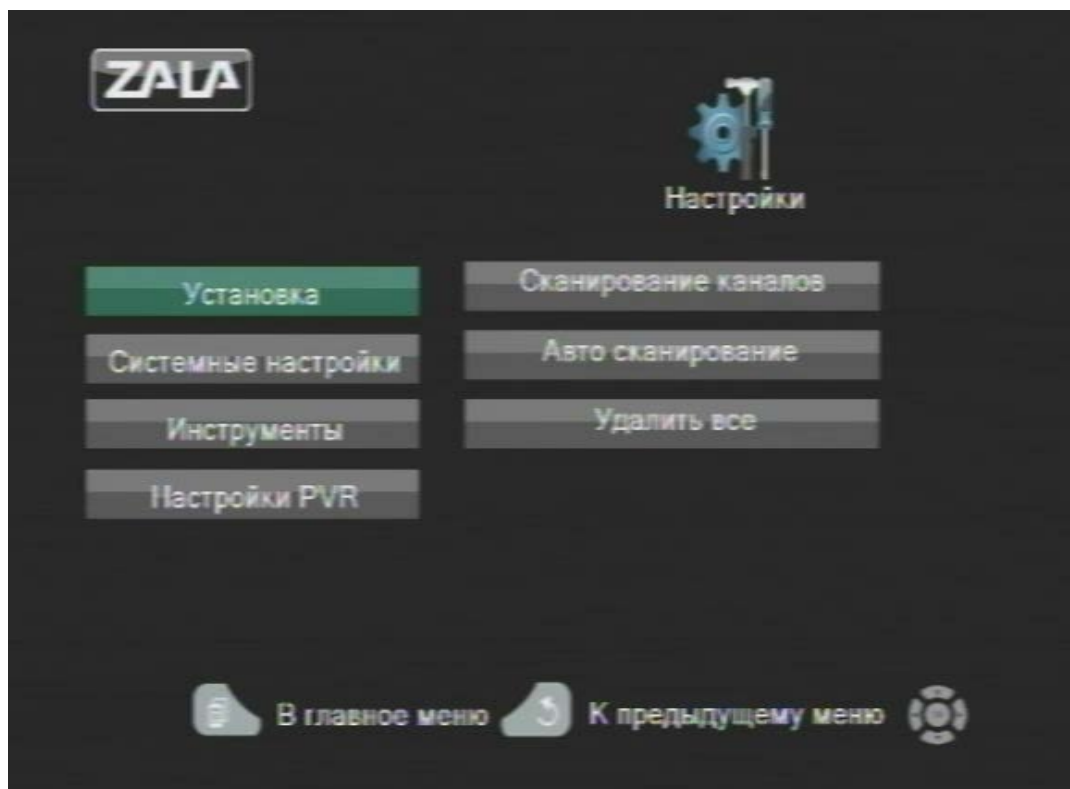 ZALA
Настройки
Установка
Сканирование каналов
Системные настройки
Авто сканирование
Инструменты
Удалить все
Настройки PVR
В главное меню
К предыдущему меню